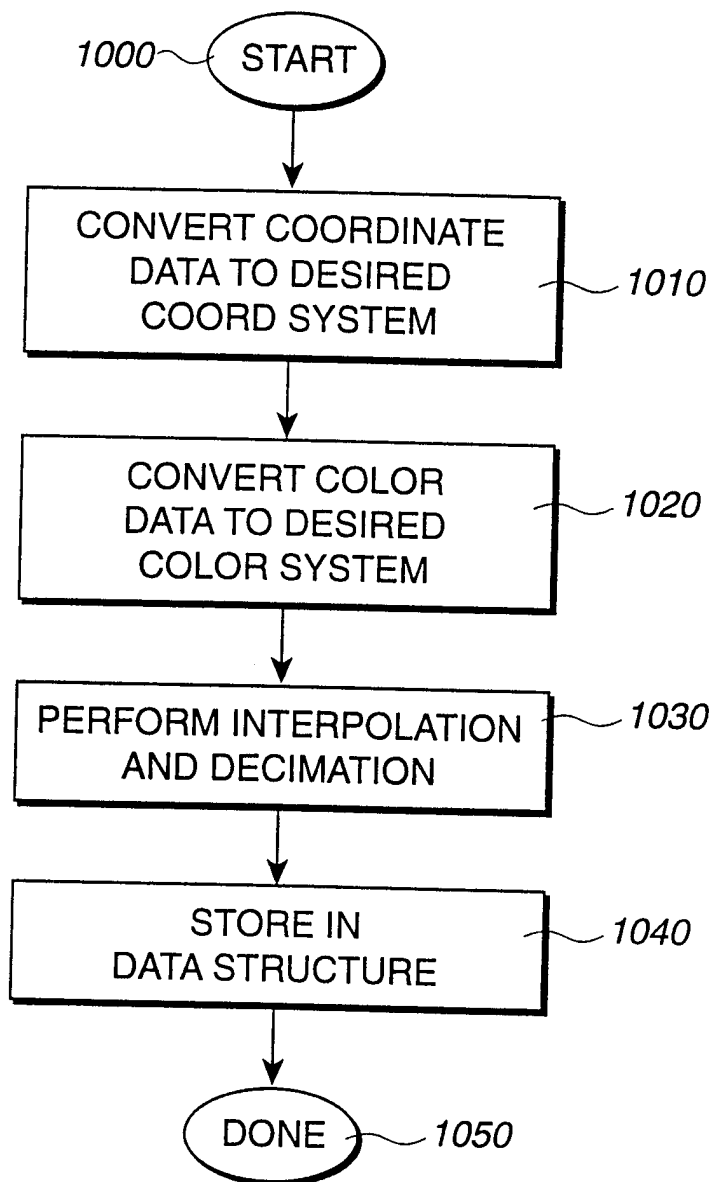 1000
START
CONVERT COORDINATE
DATA TO DESIRED
COORD SYSTEM
1010
CONVERT COLOR
DATA TO DESIRED
COLOR SYSTEM
1020
PERFORM INTERPOLATION
AND DECIMATION
1030
STORE IN
DATA STRUCTURE
1040
DONE
1050